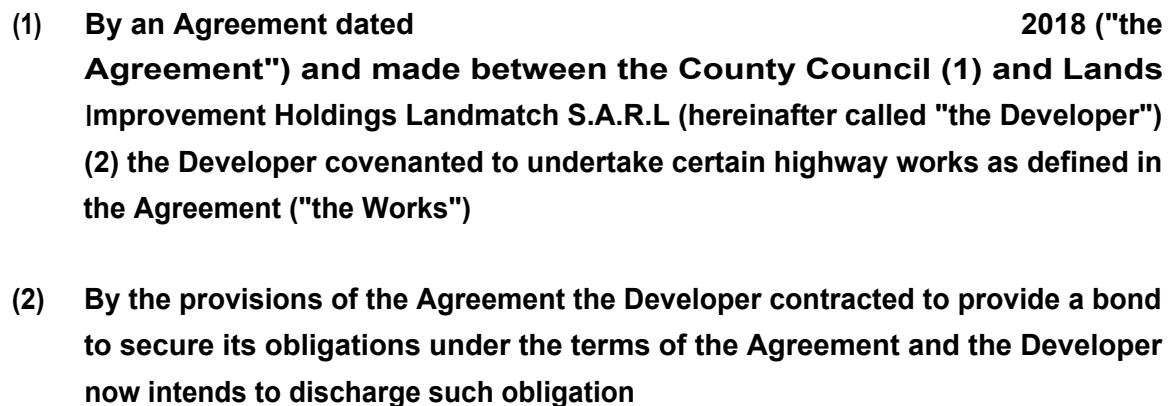 (1) By an Agreement dated 2018 ("the
Agreement") and made between the County Council (1) and Lands
Improvement Holdings Landmatch S.A.R.L (hereinafter called "the Developer")
(2) the Developer covenanted to undertake certain highway works as defined in
the Agreement ("the Works")
(2) By the provisions of the Agreement the Developer contracted to provide a bond
to secure its obligations under the terms of the Agreement and the Developer
now intends to discharge such obligation